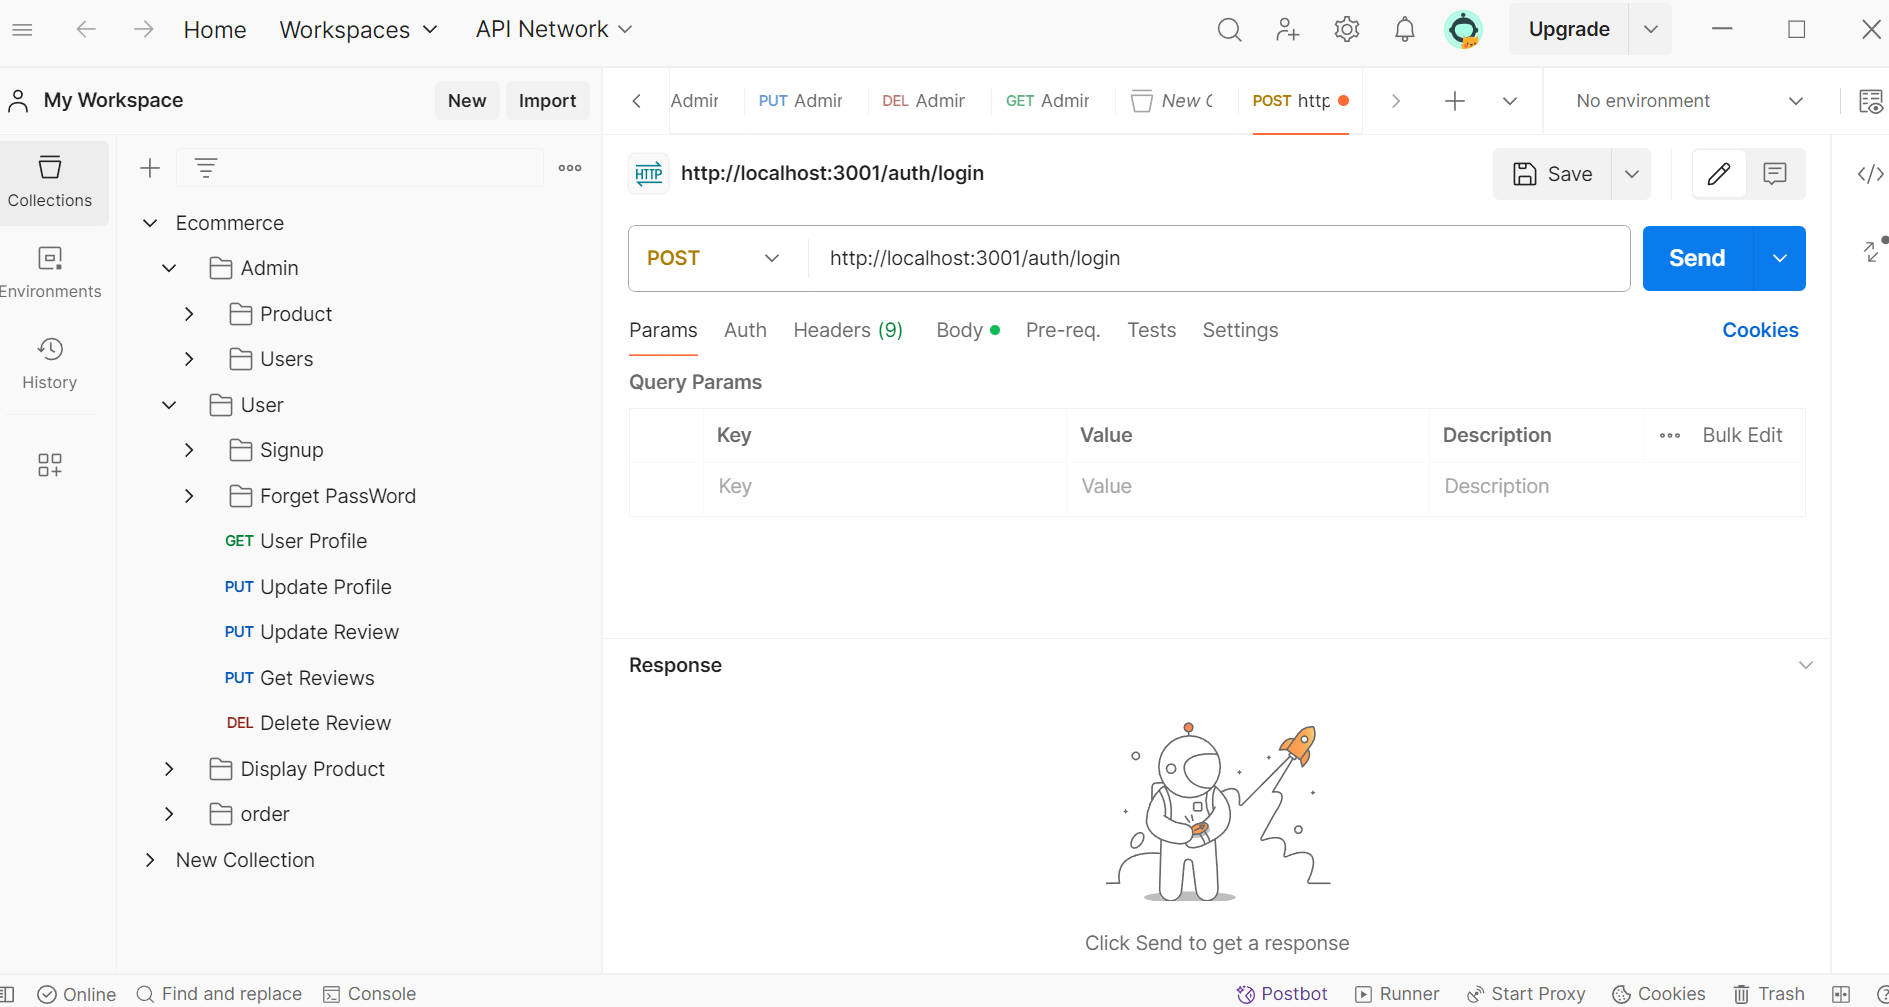 Home Workspaces API Network Upgrade
My Workspace New Import
Admir PUT Admir DEL Admir GET Admir New C POST http No environment
Collections
Environments
History
Ecommerce
Admin
Product
Users
User
Signup
Forget PassWord
GET User Profile
PUT Update Profile
PUT Update Review
PUT Get Reviews
DEL Delete Review
Display Product
order
New Collection
HTTP http://localhost:3001/auth/login Save
POST http://localhost:3001/auth/login Send
Params Auth Headers (9) Body Pre-req. Tests Settings Cookies
Query Params
Key Value Description Bulk Edit
Key Value Description
Response
Click Send to get a response
Online Find and replace Console Postbot Runner Start Proxy Cookies Trash